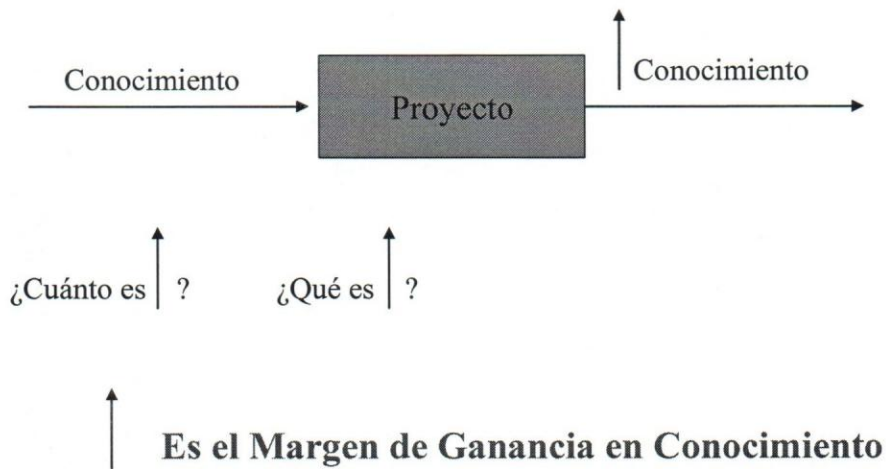 Conocimiento
Proyecto
Conocimiento
¿Cuánto es ?
¿Qué es ?
Es el Margen de Ganancia en Conocimiento